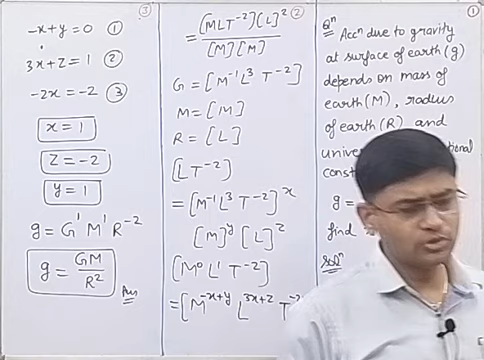 ①
Qⁿ Accⁿ due to gravity
at surface of earth (g)
depends on mass of
earth (M), radius
of earth (R) and
g =
find
Solⁿ
②
= [MLT⁻²][L]² / [M][M]
G = [M⁻¹L³T⁻²]
M = [M]
R = [L]
[LT⁻²]
= [M⁻¹L³T⁻²]ˣ
[M]ʸ[L]ᶻ
[M⁰L¹T⁻²]
= [M⁻ˣ⁺ʸ L³ˣ⁺ᶻ T⁻
③
-x+y=0 ①
3x+z=1 ②
-2x=-2 ③
x=1
z=-2
y=1
g = G¹M¹R⁻²
g = GM/R²
Ans